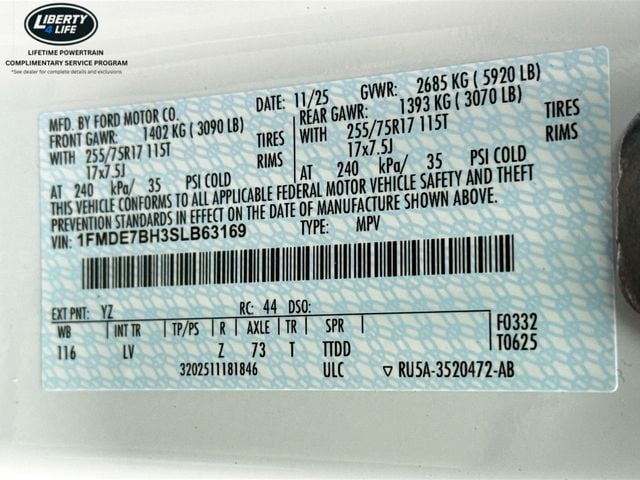 LIBERTY
4 LIFE
LIFETIME POWERTRAIN
COMPLIMENTARY SERVICE PROGRAM
*See dealer for complete details and exclusions
MFD. BY FORD MOTOR CO. DATE: 11/25 GVWR: 2685 KG ( 5920 LB)
FRONT GAWR: 1402 KG ( 3090 LB) REAR GAWR: 1393 KG ( 3070 LB)
WITH 255/75R17 115T TIRES WITH 255/75R17 115T TIRES
17x7.5J RIMS 17x7.5J RIMS
AT 240 kPa/ 35 PSI COLD AT 240 kPa/ 35 PSI COLD
THIS VEHICLE CONFORMS TO ALL APPLICABLE FEDERAL MOTOR VEHICLE SAFETY AND THEFT
PREVENTION STANDARDS IN EFFECT ON THE DATE OF MANUFACTURE SHOWN ABOVE.
VIN: 1FMDE7BH3SLB63169 TYPE: MPV
EXT PNT: YZ RC: 44 DSO:
WB INT TR TP/PS R AXLE TR SPR F0332
116 LV Z 73 T TTDD T0625
3202511181846 ULC ▽ RU5A-3520472-AB